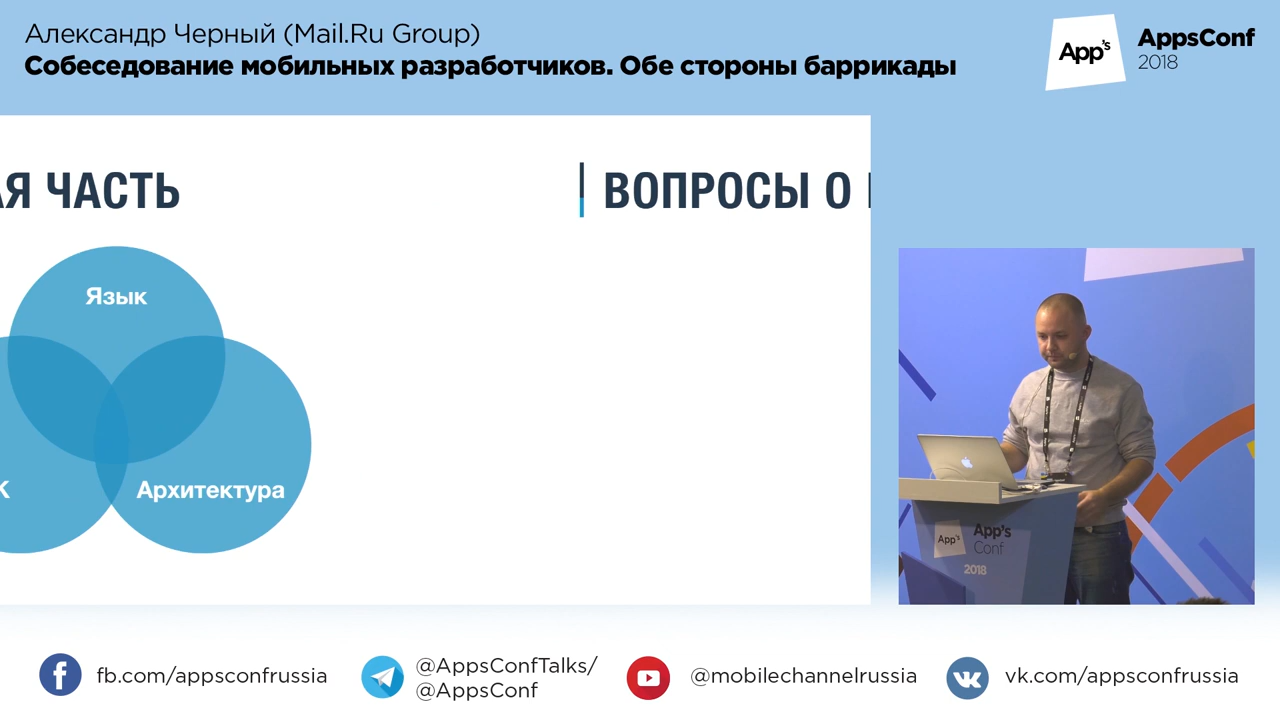 Александр Черный (Mail.Ru Group)
Собеседование мобильных разработчиков. Обе стороны баррикады
App's
AppsConf
2018
Я ЧАСТЬ
ВОПРОСЫ О
Язык
К
Архитектура
App's
App's
Conf
2018
fb.com/appsconfrussia
@AppsConfTalks/
@AppsConf
@mobilechannelrussia
vk.com/appsconfrussia